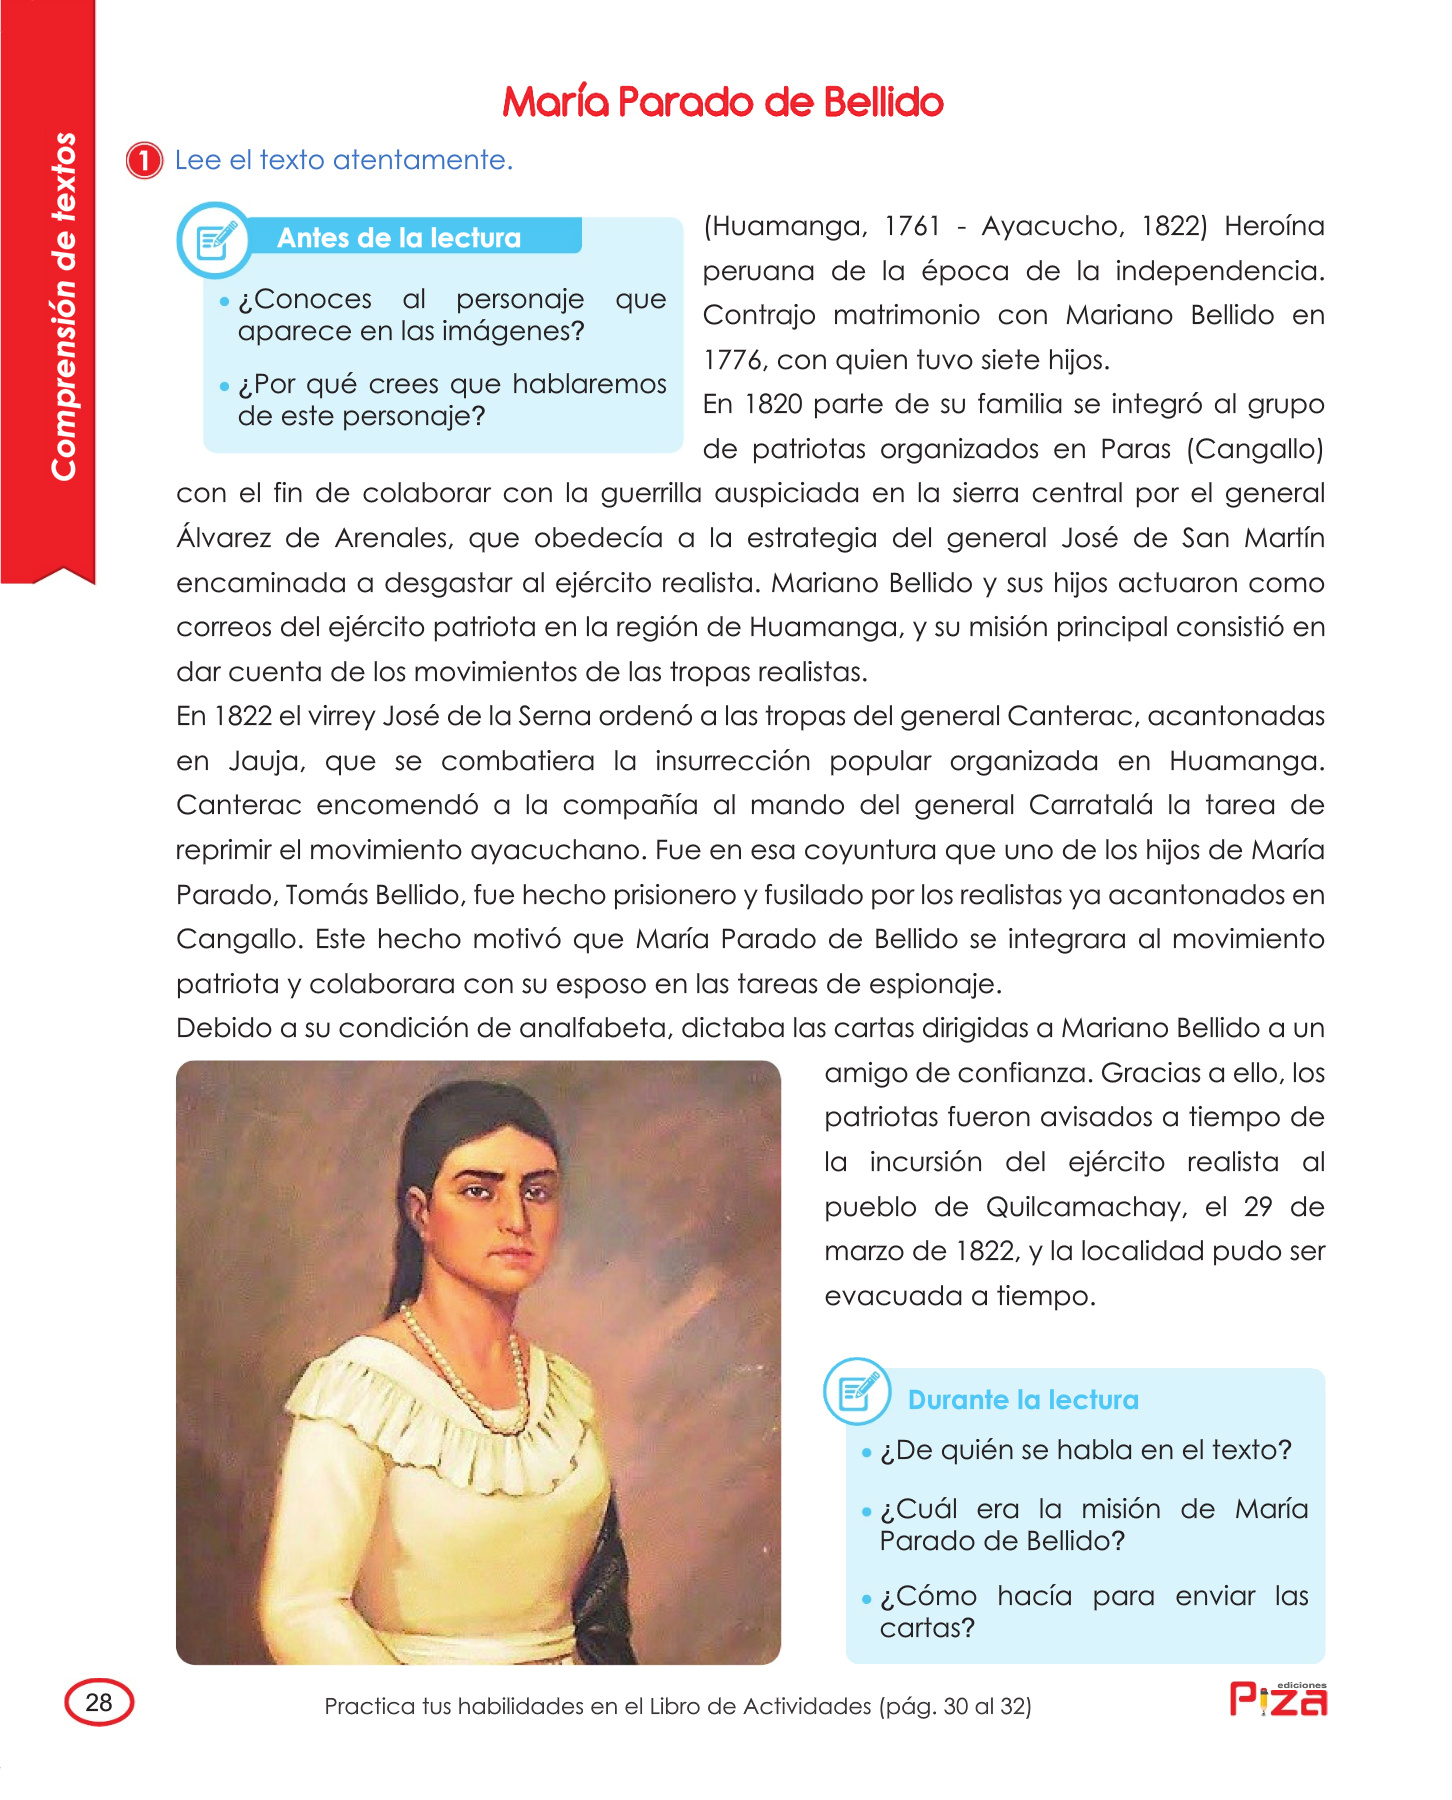 Comprensión de textos
María Parado de Bellido
1 Lee el texto atentamente.
Antes de la lectura
• ¿Conoces al personaje que
aparece en las imágenes?
• ¿Por qué crees que hablaremos
de este personaje?
(Huamanga, 1761 - Ayacucho, 1822) Heroína
peruana de la época de la independencia.
Contrajo matrimonio con Mariano Bellido en
1776, con quien tuvo siete hijos.
En 1820 parte de su familia se integró al grupo
de patriotas organizados en Paras (Cangallo)
con el fin de colaborar con la guerrilla auspiciada en la sierra central por el general
Álvarez de Arenales, que obedecía a la estrategia del general José de San Martín
encaminada a desgastar al ejército realista. Mariano Bellido y sus hijos actuaron como
correos del ejército patriota en la región de Huamanga, y su misión principal consistió en
dar cuenta de los movimientos de las tropas realistas.
En 1822 el virrey José de la Serna ordenó a las tropas del general Canterac, acantonadas
en Jauja, que se combatiera la insurrección popular organizada en Huamanga.
Canterac encomendó a la compañía al mando del general Carratalá la tarea de
reprimir el movimiento ayacuchano. Fue en esa coyuntura que uno de los hijos de María
Parado, Tomás Bellido, fue hecho prisionero y fusilado por los realistas ya acantonados en
Cangallo. Este hecho motivó que María Parado de Bellido se integrara al movimiento
patriota y colaborara con su esposo en las tareas de espionaje.
Debido a su condición de analfabeta, dictaba las cartas dirigidas a Mariano Bellido a un
amigo de confianza. Gracias a ello, los
patriotas fueron avisados a tiempo de
la incursión del ejército realista al
pueblo de Quilcamachay, el 29 de
marzo de 1822, y la localidad pudo ser
evacuada a tiempo.
Durante la lectura
• ¿De quién se habla en el texto?
• ¿Cuál era la misión de María
Parado de Bellido?
• ¿Cómo hacía para enviar las
cartas?
28
Practica tus habilidades en el Libro de Actividades (pág. 30 al 32)
ediciones
Piza